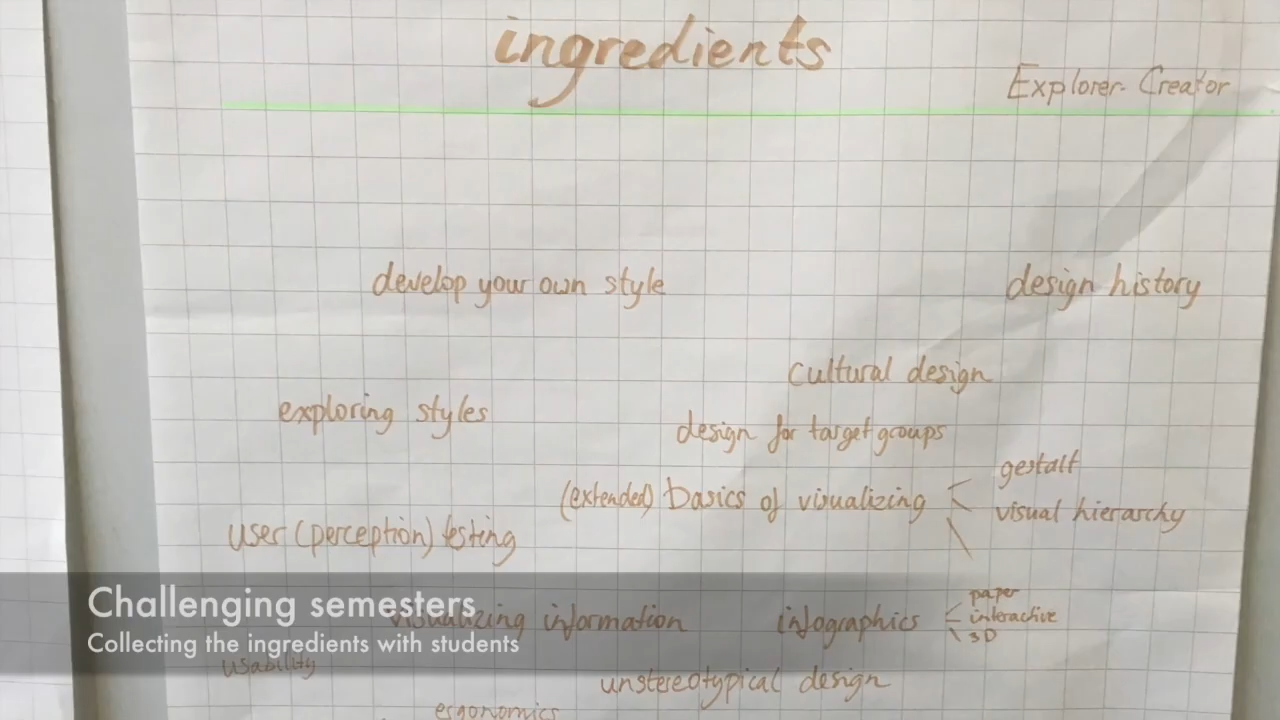 ingredients
Explorer-Creator
develop your own style
design history
cultural design
exploring styles
design for target groups
gestalt
(extended) basics of visualizing
visual hierarchy
user (perception) testing
paper
Challenging semesters
visualizing information
infographics
interactive
3D
Collecting the ingredients with students
usability
unstereotypical design
ergonomics